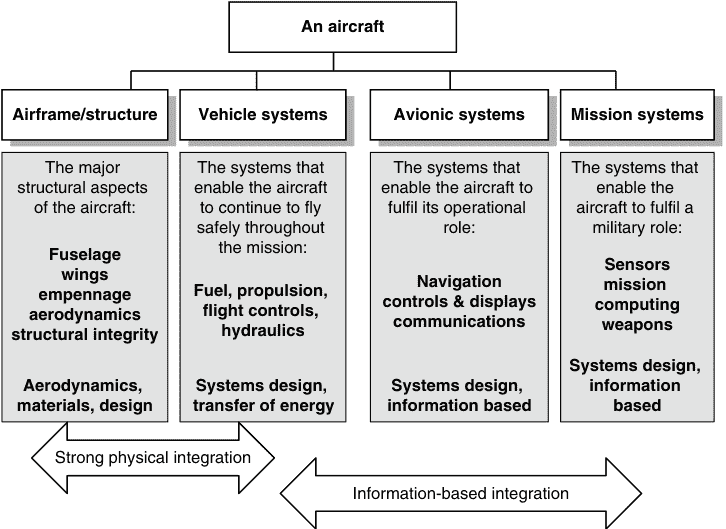 An aircraft
Airframe/structure
Vehicle systems
Avionic systems
Mission systems
The major
structural aspects
of the aircraft:
Fuselage
wings
empennage
aerodynamics
structural integrity
Aerodynamics,
materials, design
The systems that
enable the aircraft
to continue to fly
safely throughout
the mission:
Fuel, propulsion,
flight controls,
hydraulics
Systems design,
transfer of energy
The systems that
enable the aircraft to
fulfil its operational
role:
Navigation
controls & displays
communications
Systems design,
information based
The systems that
enable the
aircraft to fulfil a
military role:
Sensors
mission
computing
weapons
Systems design,
information
based
Strong physical integration
Information-based integration